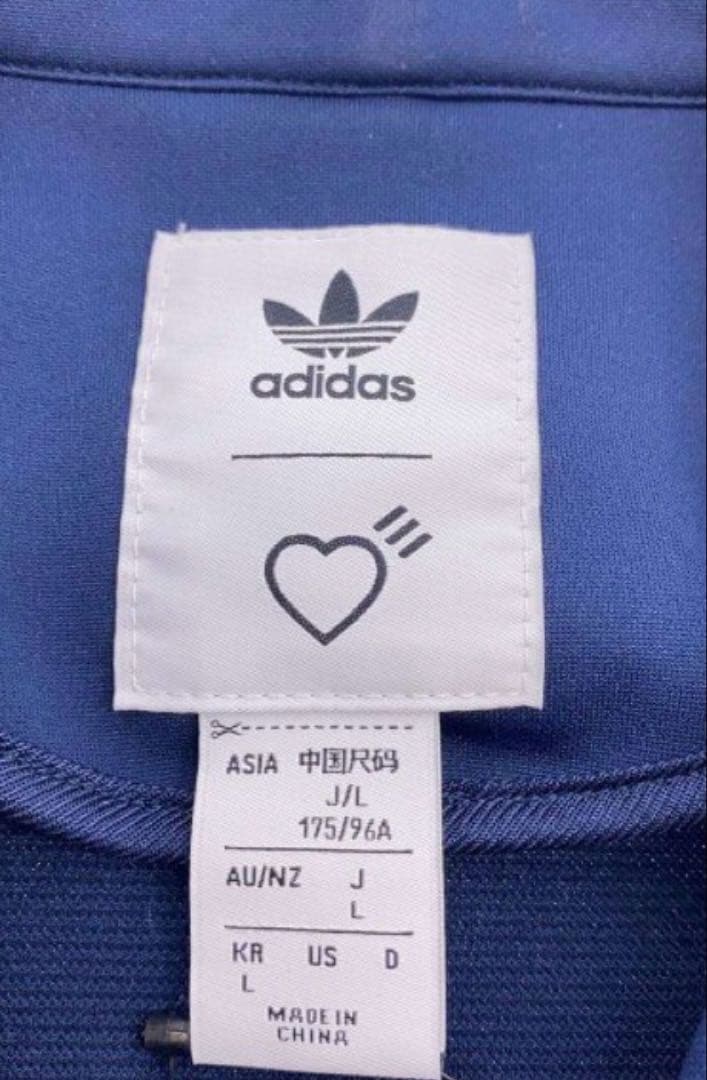 adidas
ASIA 中国尺码
J/L
175/96A
AU/NZ J
L
KR US D
L
MADE IN
CHINA